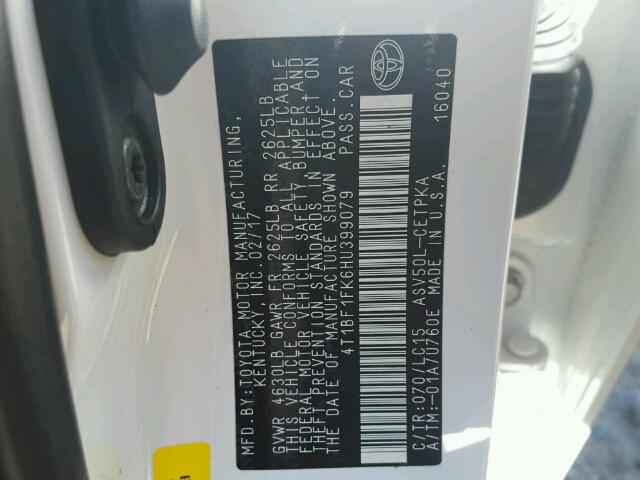 MFD.BY:TOYOTA MOTOR MANUFACTURING,
KENTUCKY, INC.02/17
GVWR 4630LB GAWR FR 2625LB RR 2625LB
THIS VEHICLE CONFORMS TO ALL APPLICABLE
FEDERAL MOTOR VEHICLE SAFETY, BUMPER, AND
THEFT PREVENTION STANDARDS IN EFFECT ON
THE DATE OF MANUFACTURE SHOWN ABOVE.
4T1BF1FK6HU399079 PASS.CAR
C/TR:070/LC15 ASV50L-CETPKA
A/TM:-01A/U760E MADE IN U.S.A.
16040